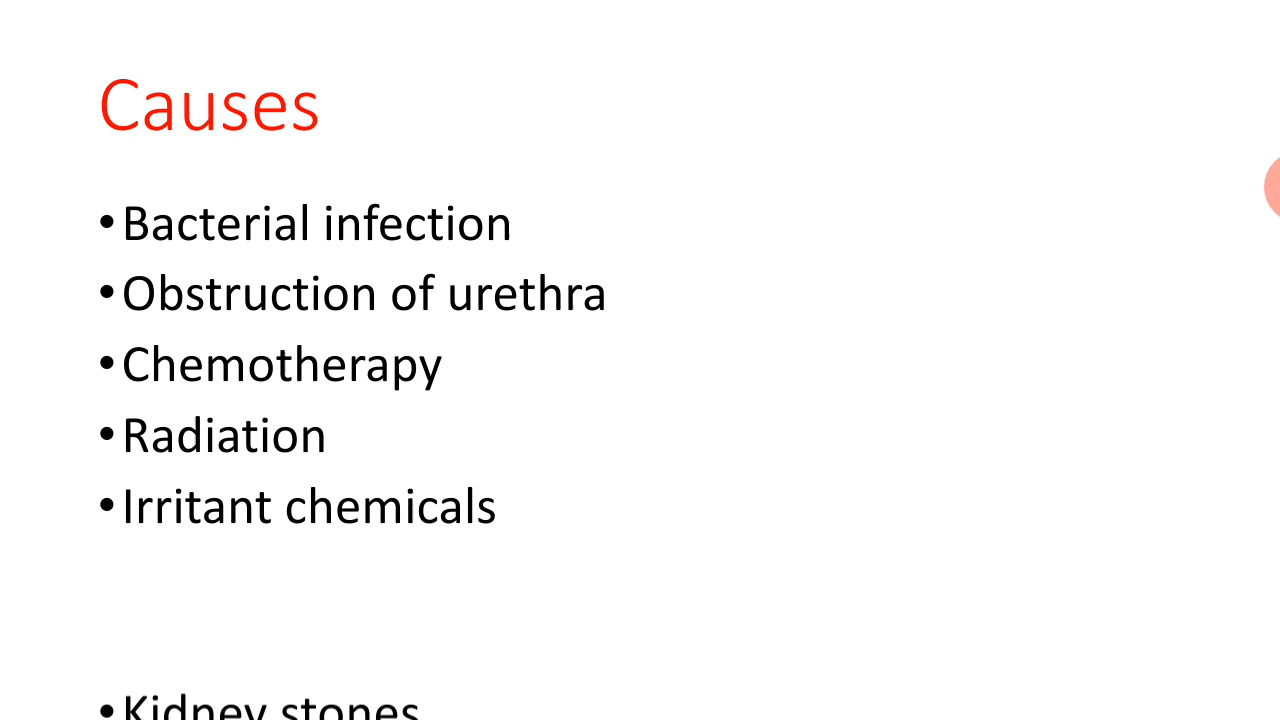 Causes
•Bacterial infection
•Obstruction of urethra
•Chemotherapy
•Radiation
•Irritant chemicals
•Kidney stones